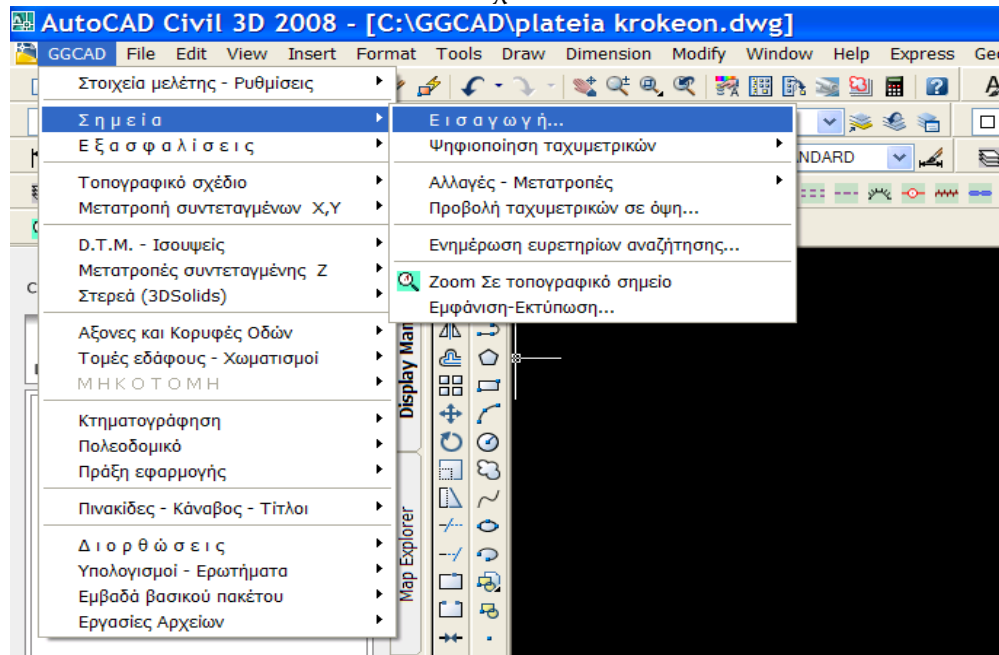 AutoCAD Civil 3D 2008 - [C:\GGCAD\plateia krokeon.dwg]
GGCAD File Edit View Insert Format Tools Draw Dimension Modify Window Help Express
Στοιχεία μελέτης - Ρυθμίσεις
Σ η μ ε ί α
Ε ξ α σ φ α λ ί σ ε ι ς
Τοπογραφικό σχέδιο
Μετατροπή συντεταγμένων Χ,Υ
D.T.M. - Ισουψείς
Μετατροπές συντεταγμένης Ζ
Στερεά (3DSolids)
Αξονες και Κορυφές Οδών
Τομές εδάφους - Χωματισμοί
Μ Η Κ Ο Τ Ο Μ Η
Κτηματογράφηση
Πολεοδομικό
Πράξη εφαρμογής
Πινακίδες - Κάναβος - Τίτλοι
Δ ι ο ρ θ ώ σ ε ι ς
Υπολογισμοί - Ερωτήματα
Εμβαδά βασικού πακέτου
Εργασίες Αρχείων
Ε ι σ α γ ω γ ή...
Ψηφιοποίηση ταχυμετρικών
Αλλαγές - Μετατροπές
Προβολή ταχυμετρικών σε όψη...
Ενημέρωση ευρετηρίων αναζήτησης...
Zoom Σε τοπογραφικό σημείο
Εμφάνιση-Εκτύπωση...
NDARD
Display Man
Map Explorer